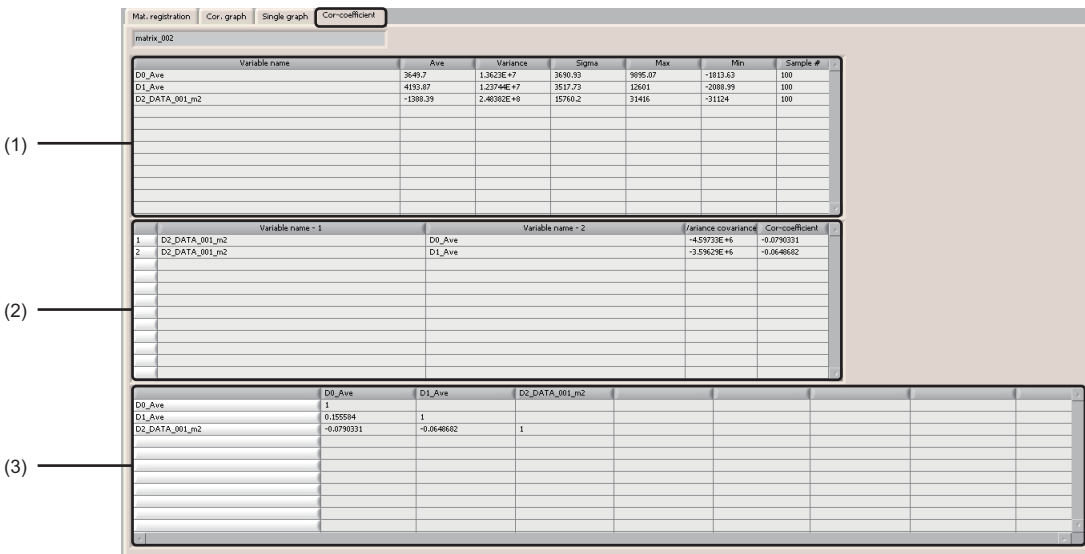 Mat. registration Cor. graph Single graph Cor-coefficient
matrix_002
Variable name Ave Variance Sigma Max Min Sample #
D0_Ave 3649.7 1.3623E+7 3690.93 9895.07 -1813.63 100
D1_Ave 4193.87 1.23744E+7 3517.73 12601 -2088.99 100
D2_DATA_001_m2 -1388.39 2.48382E+8 15760.2 31416 -31124 100
(1)
Variable name - 1 Variable name - 2 Variance covariance Cor-coefficient
1 D2_DATA_001_m2 D0_Ave -4.59733E+6 -0.0790331
2 D2_DATA_001_m2 D1_Ave -3.59629E+6 -0.0648682
(2)
D0_Ave D1_Ave D2_DATA_001_m2
D0_Ave 1
D1_Ave 0.155584 1
D2_DATA_001_m2 -0.0790331 -0.0648682 1
(3)